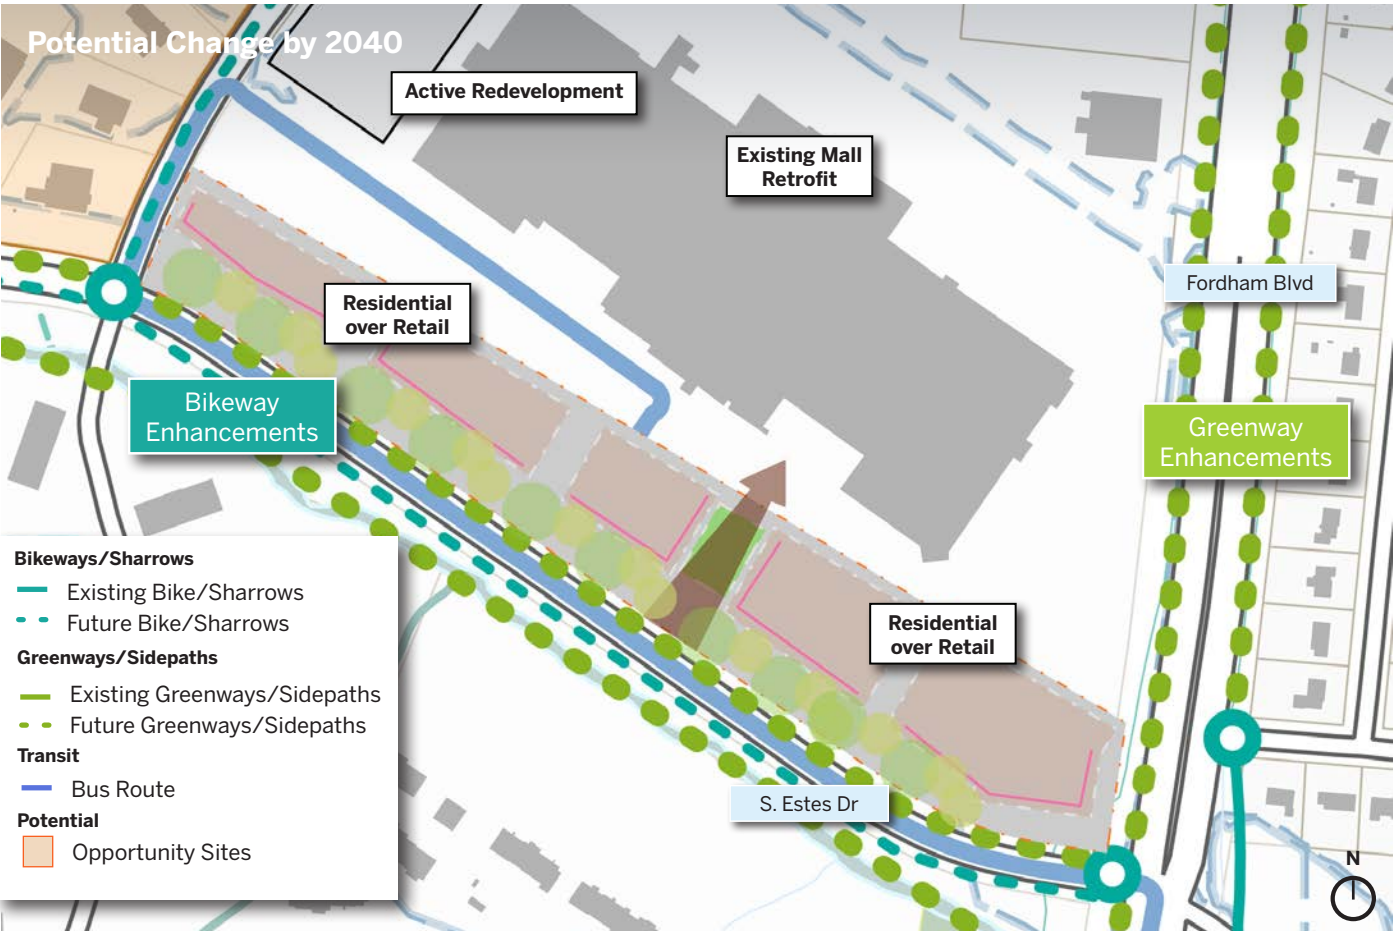 Potential Change by 2040
Active Redevelopment
Existing Mall
Retrofit
Fordham Blvd
Residential
over Retail
Bikeway
Enhancements
Greenway
Enhancements
Bikeways/Sharrows
Existing Bike/Sharrows
Future Bike/Sharrows
Greenways/Sidepaths
Existing Greenways/Sidepaths
Future Greenways/Sidepaths
Transit
Bus Route
Potential
Opportunity Sites
Residential
over Retail
S. Estes Dr
N